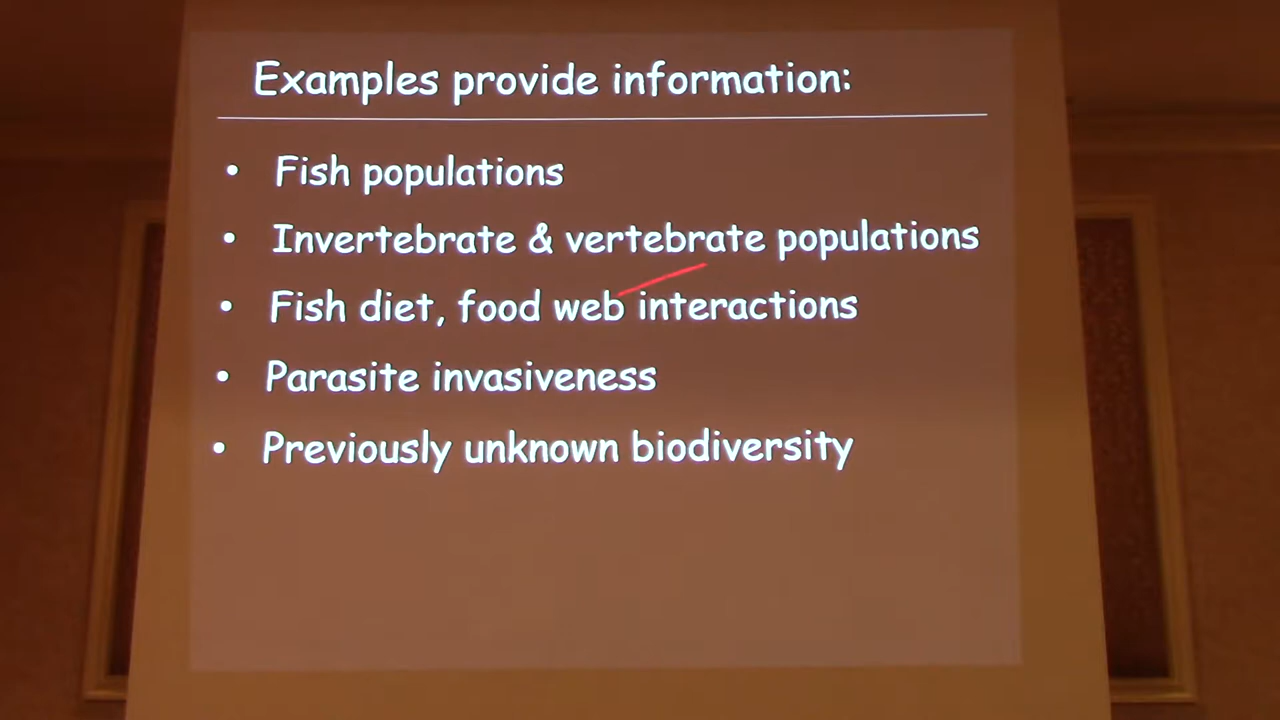 Examples provide information:
• Fish populations
• Invertebrate & vertebrate populations
• Fish diet, food web interactions
• Parasite invasiveness
• Previously unknown biodiversity